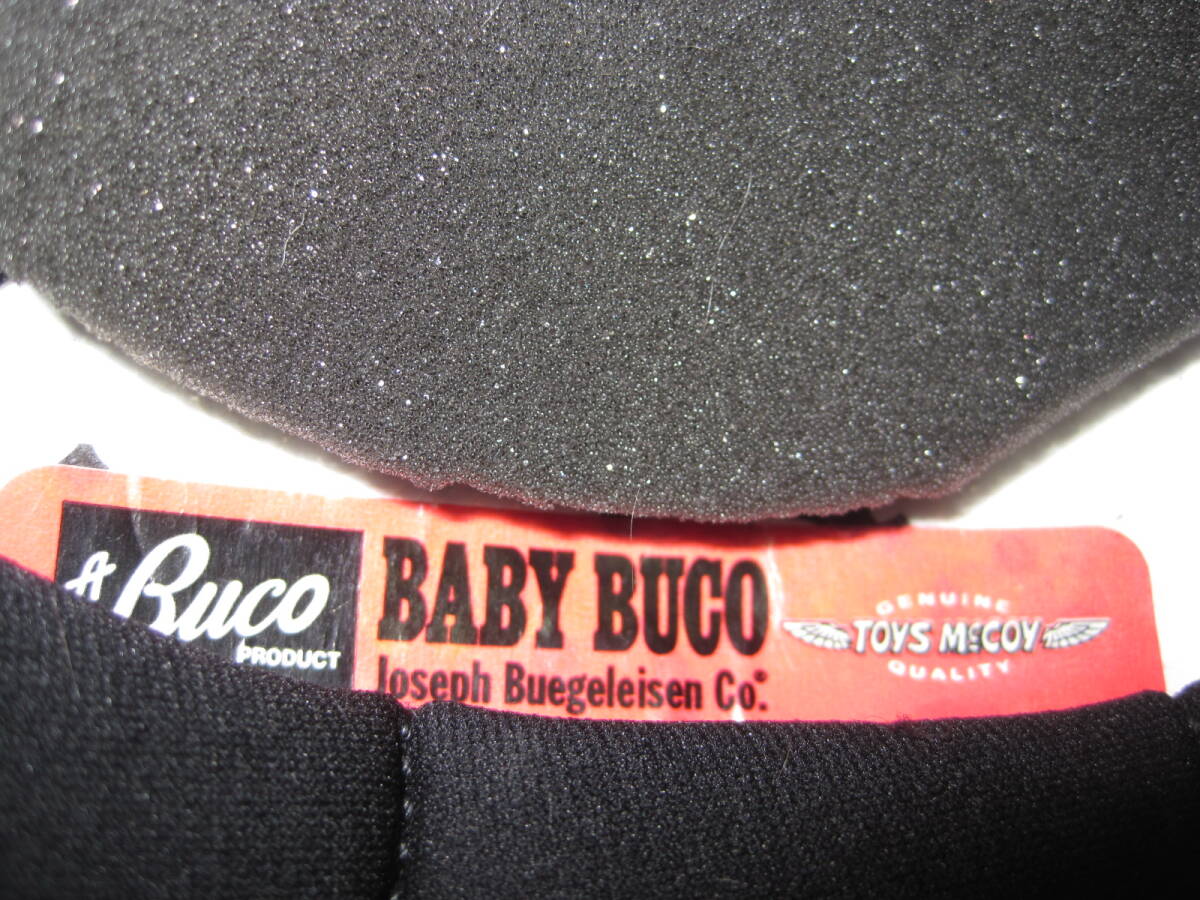 A Buco
PRODUCT
BABY BUCO
Joseph Buegeleisen Co.®
GENUINE
TOYS McCOY
QUALITY